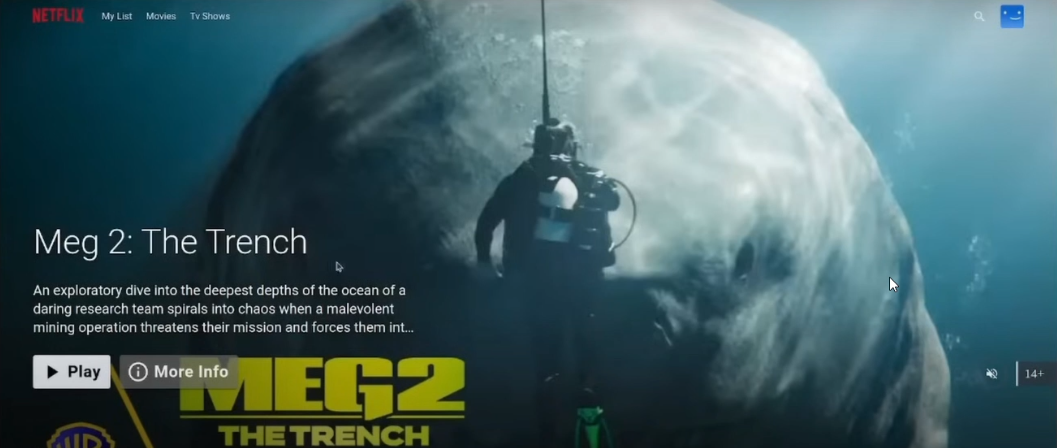 NETFLIX My List Movies Tv Shows
Meg 2: The Trench
An exploratory dive into the deepest depths of the ocean of a
daring research team spirals into chaos when a malevolent
mining operation threatens their mission and forces them int...
Play More Info
14+
MEG2
THE TRENCH
WB